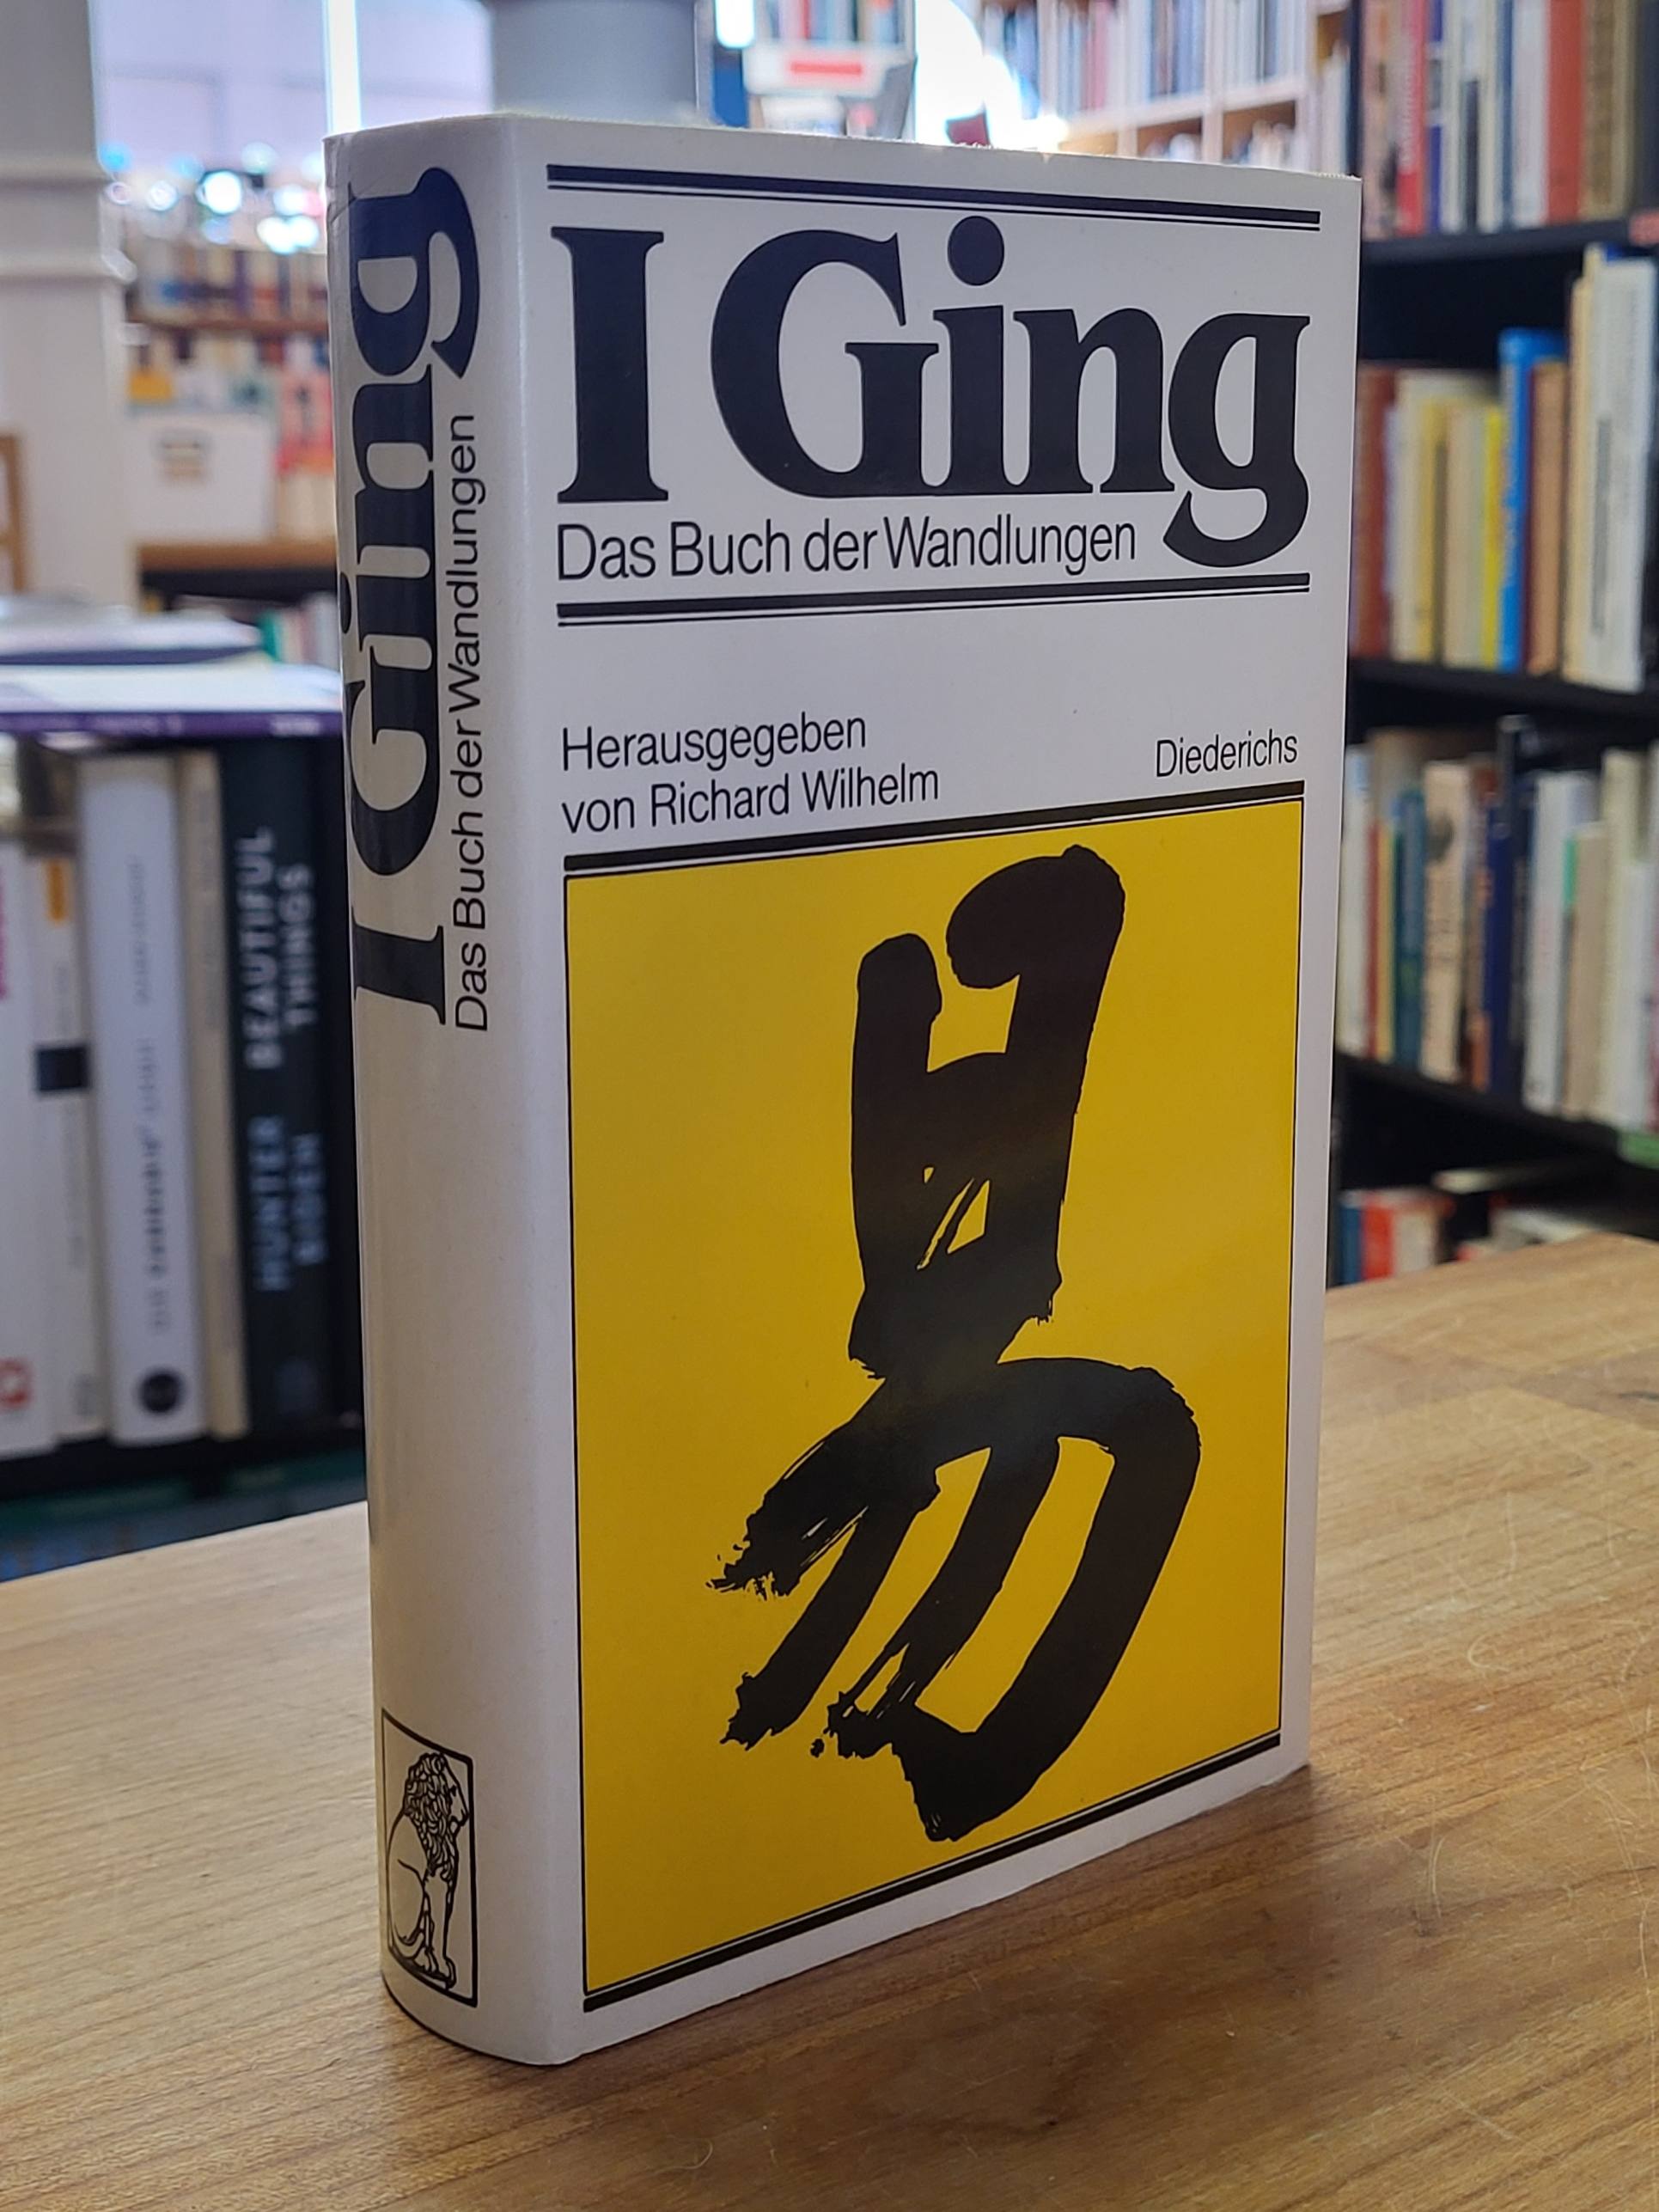 I Ging
Das Buch der Wandlungen
I Ging
Das Buch der Wandlungen
Herausgegeben
von Richard Wilhelm
Diederichs
易
BEAUTIFUL
THINGS
HUNTER
BIDEN